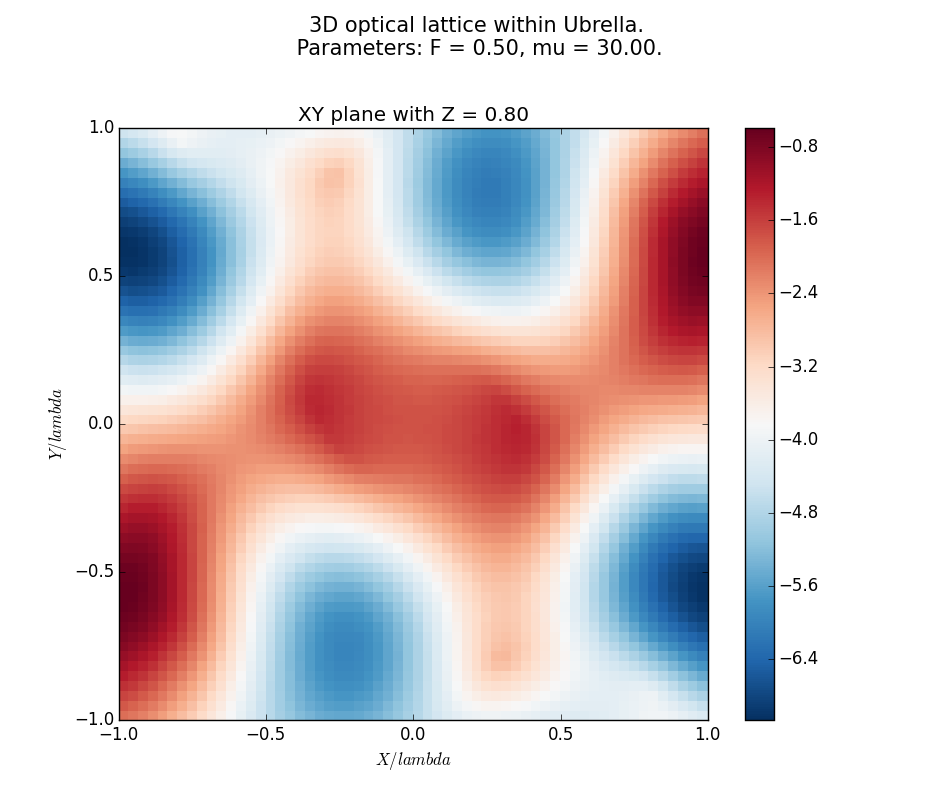 3D optical lattice within Ubrella.
Parameters: F = 0.50, mu = 30.00.
XY plane with Z = 0.80
1.0
0.5
0.0
−0.5
−1.0
Y/lambda
−1.0 −0.5 0.0 0.5 1.0
X/lambda
−0.8
−1.6
−2.4
−3.2
−4.0
−4.8
−5.6
−6.4